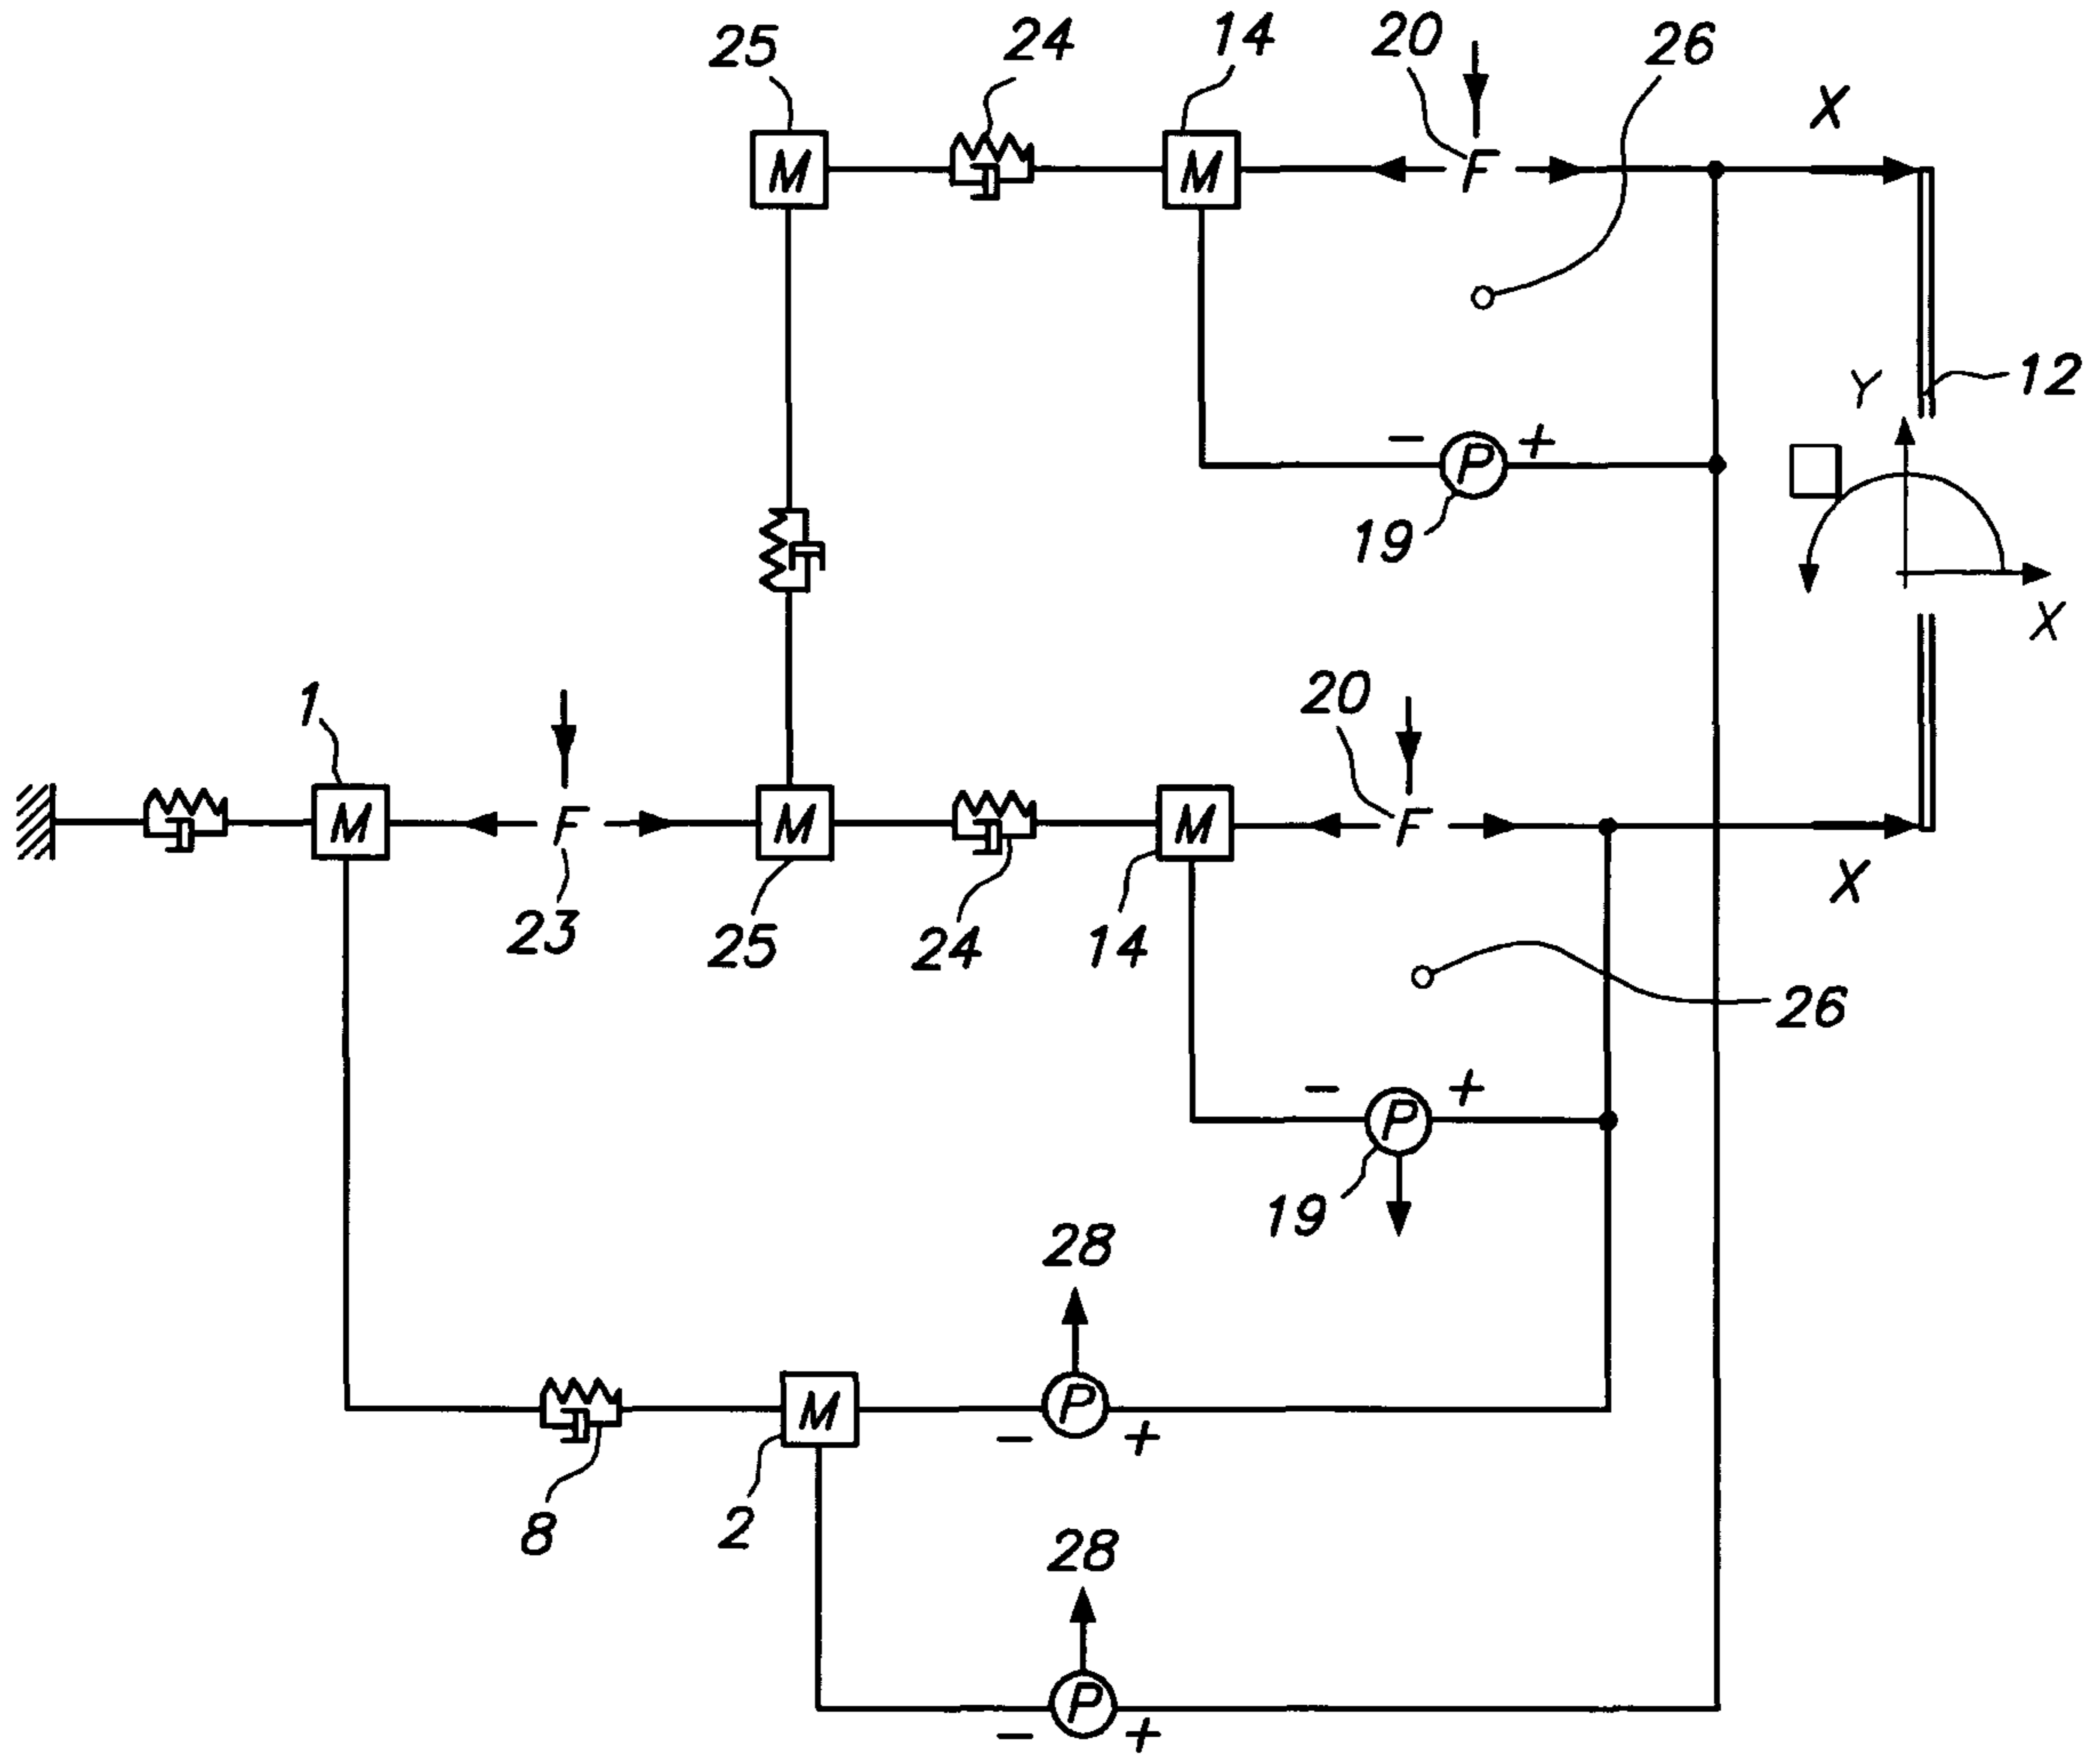 25 24 14 20 26 X
M M F
12
Y
- P +
19
X
1 20
M F M M F
23 25 24 14 X
26
- P +
19
28
M P
- +
8 2
28
P
- +